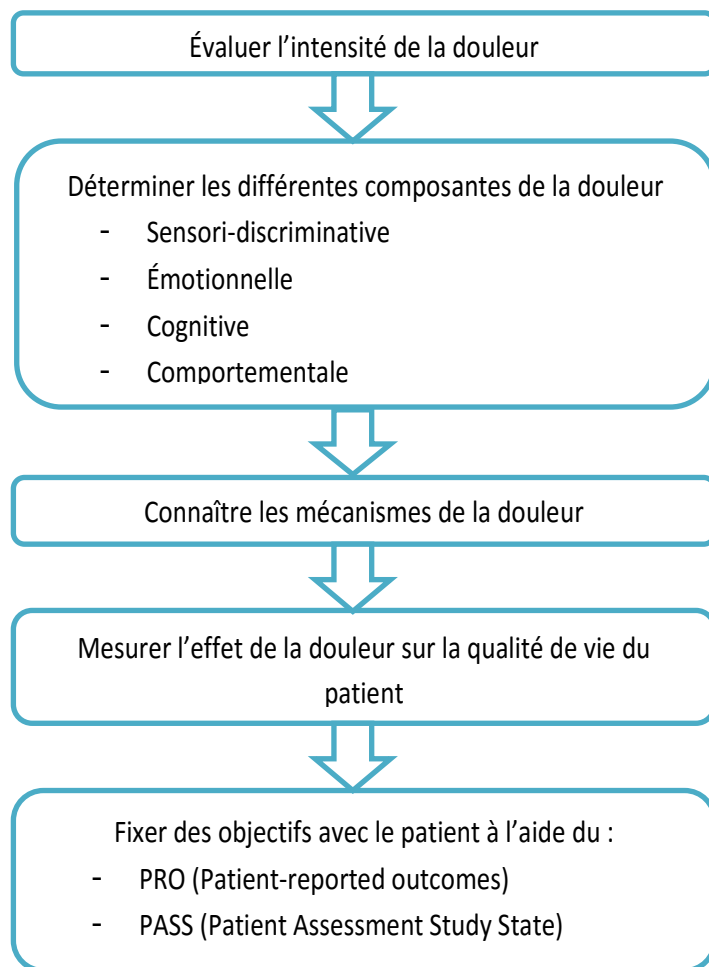 Évaluer l’intensité de la douleur
Déterminer les différentes composantes de la douleur
- Sensori-discriminative
- Émotionnelle
- Cognitive
- Comportementale
Connaître les mécanismes de la douleur
Mesurer l’effet de la douleur sur la qualité de vie du
patient
Fixer des objectifs avec le patient à l’aide du :
- PRO (Patient-reported outcomes)
- PASS (Patient Assessment Study State)